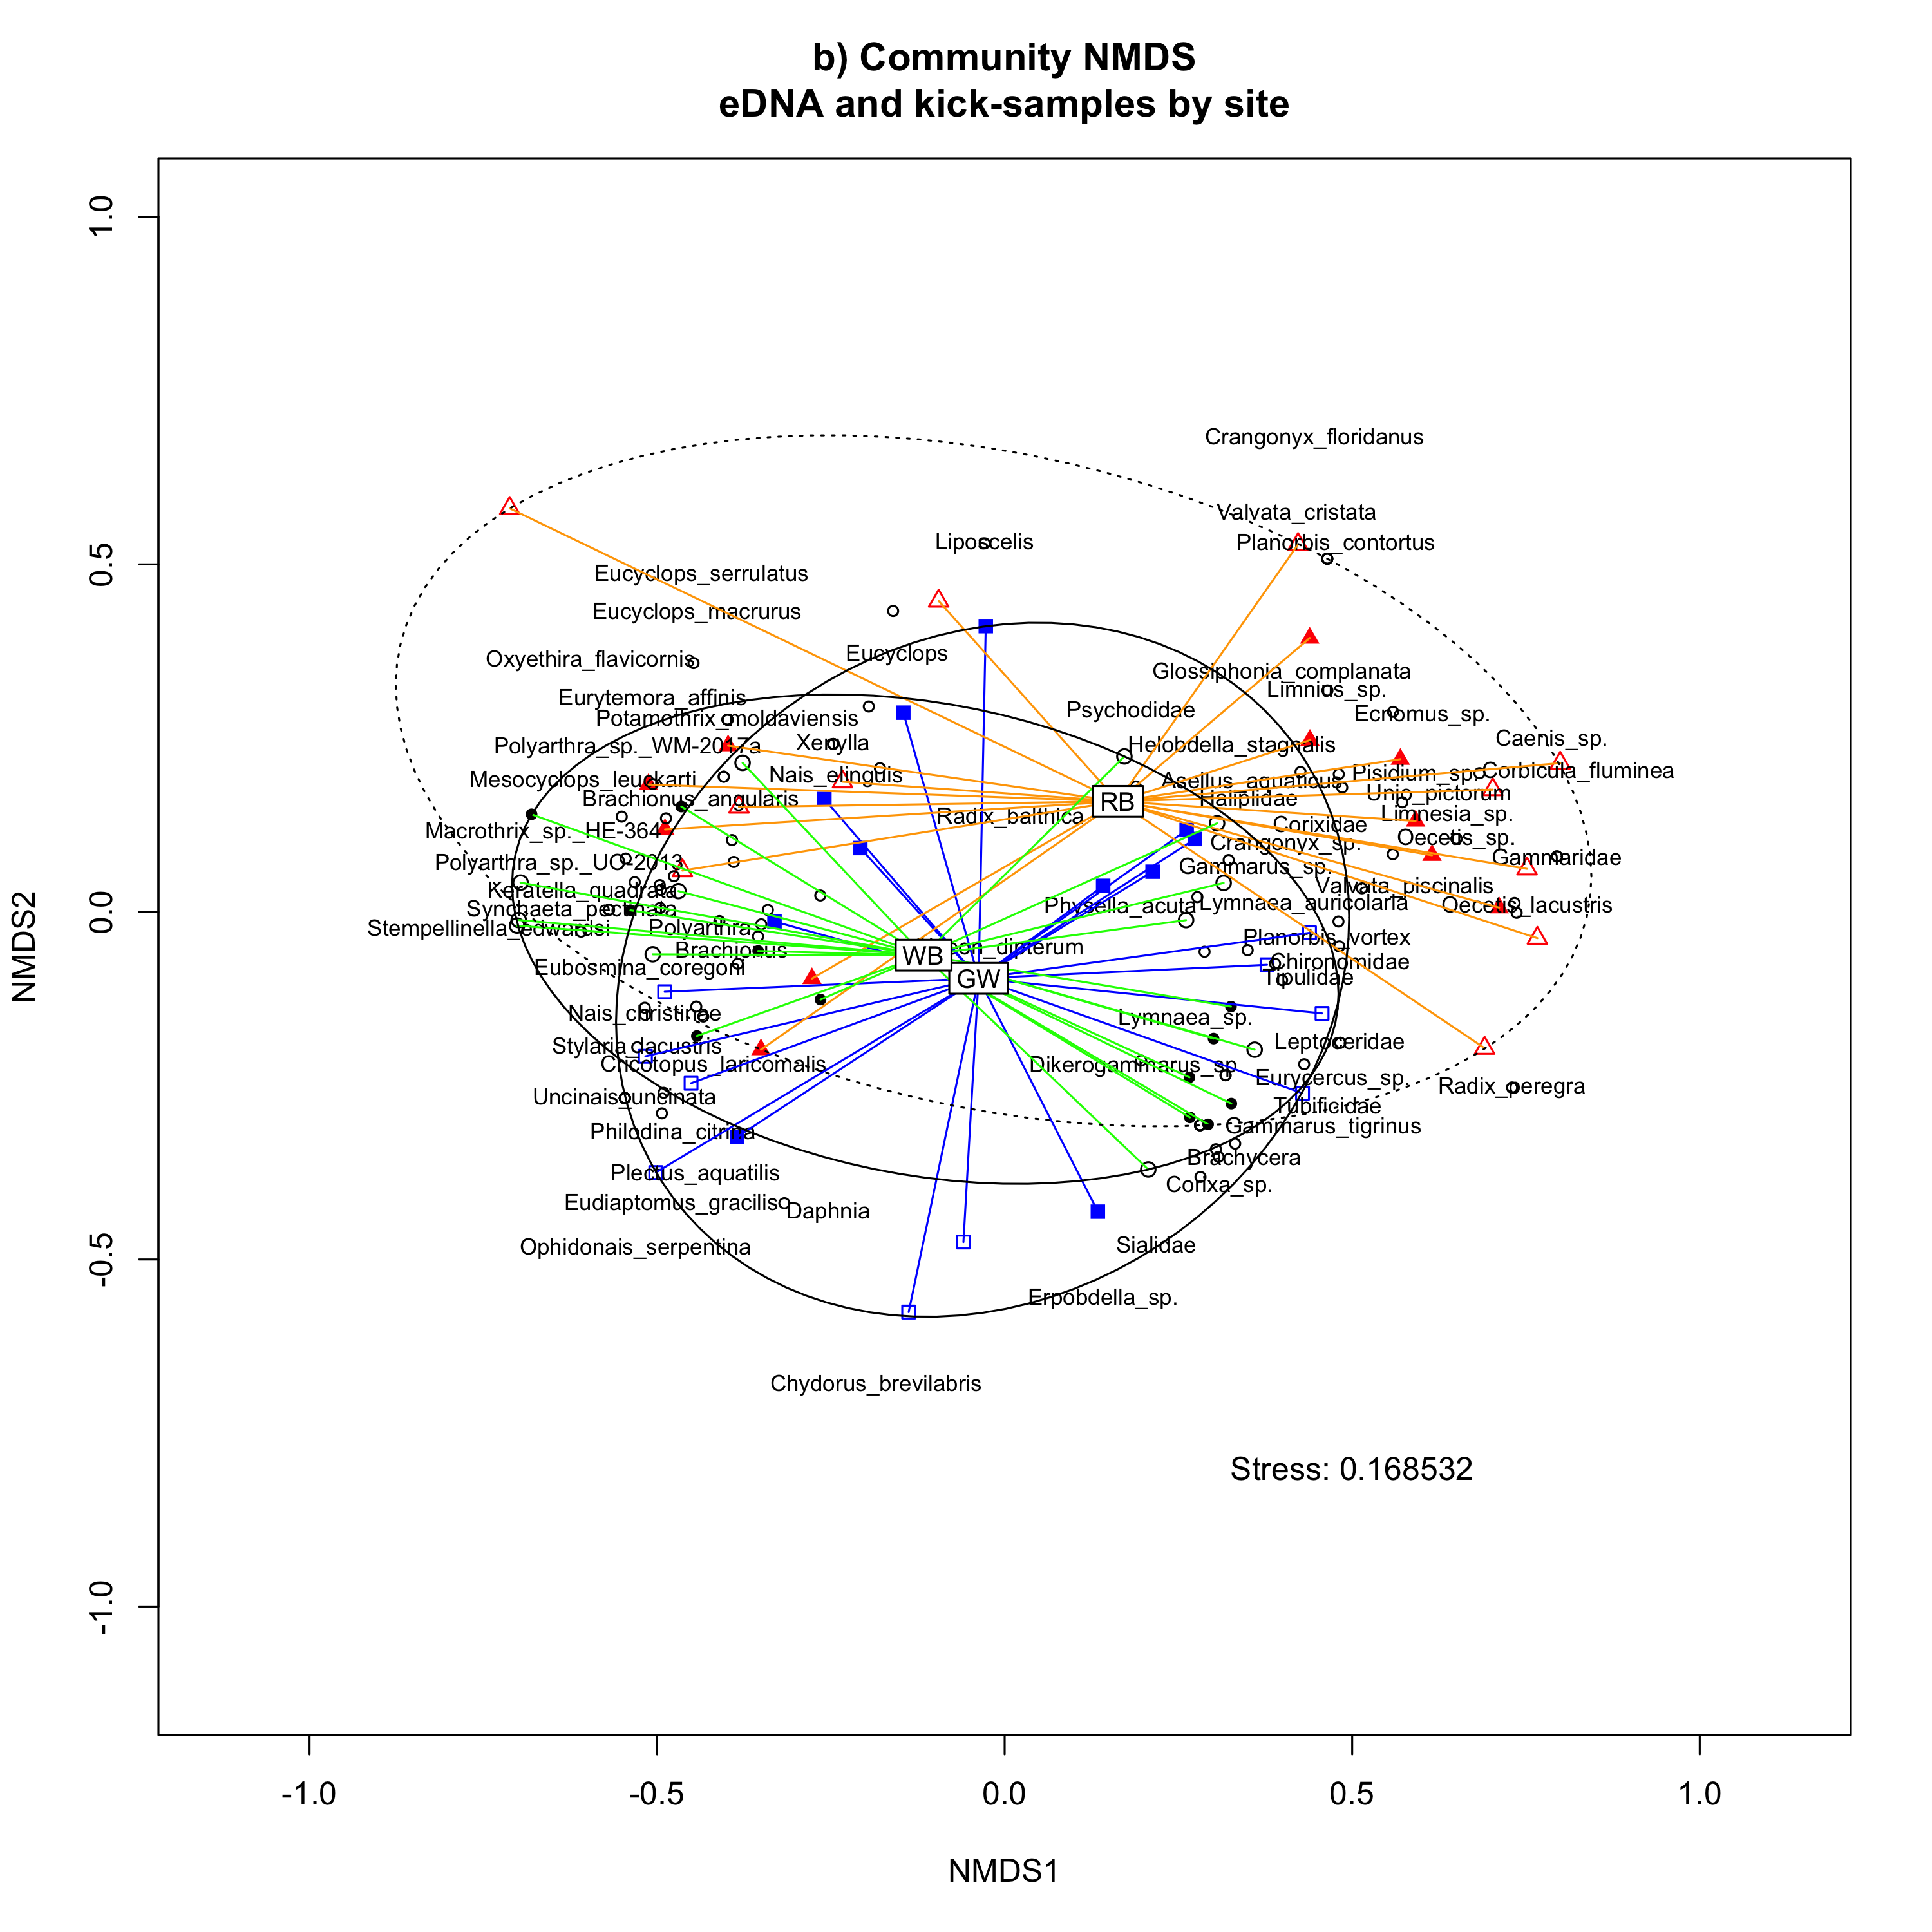 b) Community NMDS
eDNA and kick-samples by site
NMDS2
1.0
0.5
0.0
-0.5
-1.0
Crangonyx_floridanus
Valvata_cristata
Liposcelis
Planorbis_contortus
Eucyclops_serrulatus
Eucyclops_macrurus
Eucyclops
Oxyethira_flavicornis
Glossiphonia_complanata
Limnius_sp.
Eurytemora_affinis
Psychodidae
Ecnomus_sp.
Potamothrix_moldaviensis
Caenis_sp.
Polyarthra_sp._WM-2017a
Xenylla
Helobdella_stagnalis
Mesocyclops_leuckarti
Nais_elinguis
Asellus_aquaticus
Pisidium_spp.
Corbicula_fluminea
Brachionus_angularis
RB
Haliplidae
Unio_pictorum
Radix_balthica
Limnesia_sp.
Macrothrix_sp._HE-364
Corixidae
Crangonyx_sp.
Oecetis_sp.
Polyarthra_sp._UO-2013
Gammarus_sp.
Gammaridae
Keratella_quadrata
Valvata_piscinalis
Synchaeta_pectinata
Physella_acuta
Lymnaea_auricolaria
Oecetis_lacustris
Stempellinella_edwardsi
Polyarthra
Planorbis_vortex
Brachionus
WB
dipterum
Eubosmina_coregoni
GW
Chironomidae
Tipulidae
Nais_christinae
Lymnaea_sp.
Stylaria_lacustris
Leptoceridae
Cricotopus_laricomalis
Dikerogammarus_sp.
Eurycercus_sp.
Radix_peregra
Uncinais_uncinata
Tubificidae
Philodina_citrina
Gammarus_tigrinus
Brachycera
Plectus_aquatilis
Corixa_sp.
Eudiaptomus_gracilis
Daphnia
Ophidonais_serpentina
Sialidae
Erpobdella_sp.
Chydorus_brevilabris
Stress: 0.168532
-1.0
-0.5
0.0
0.5
1.0
NMDS1